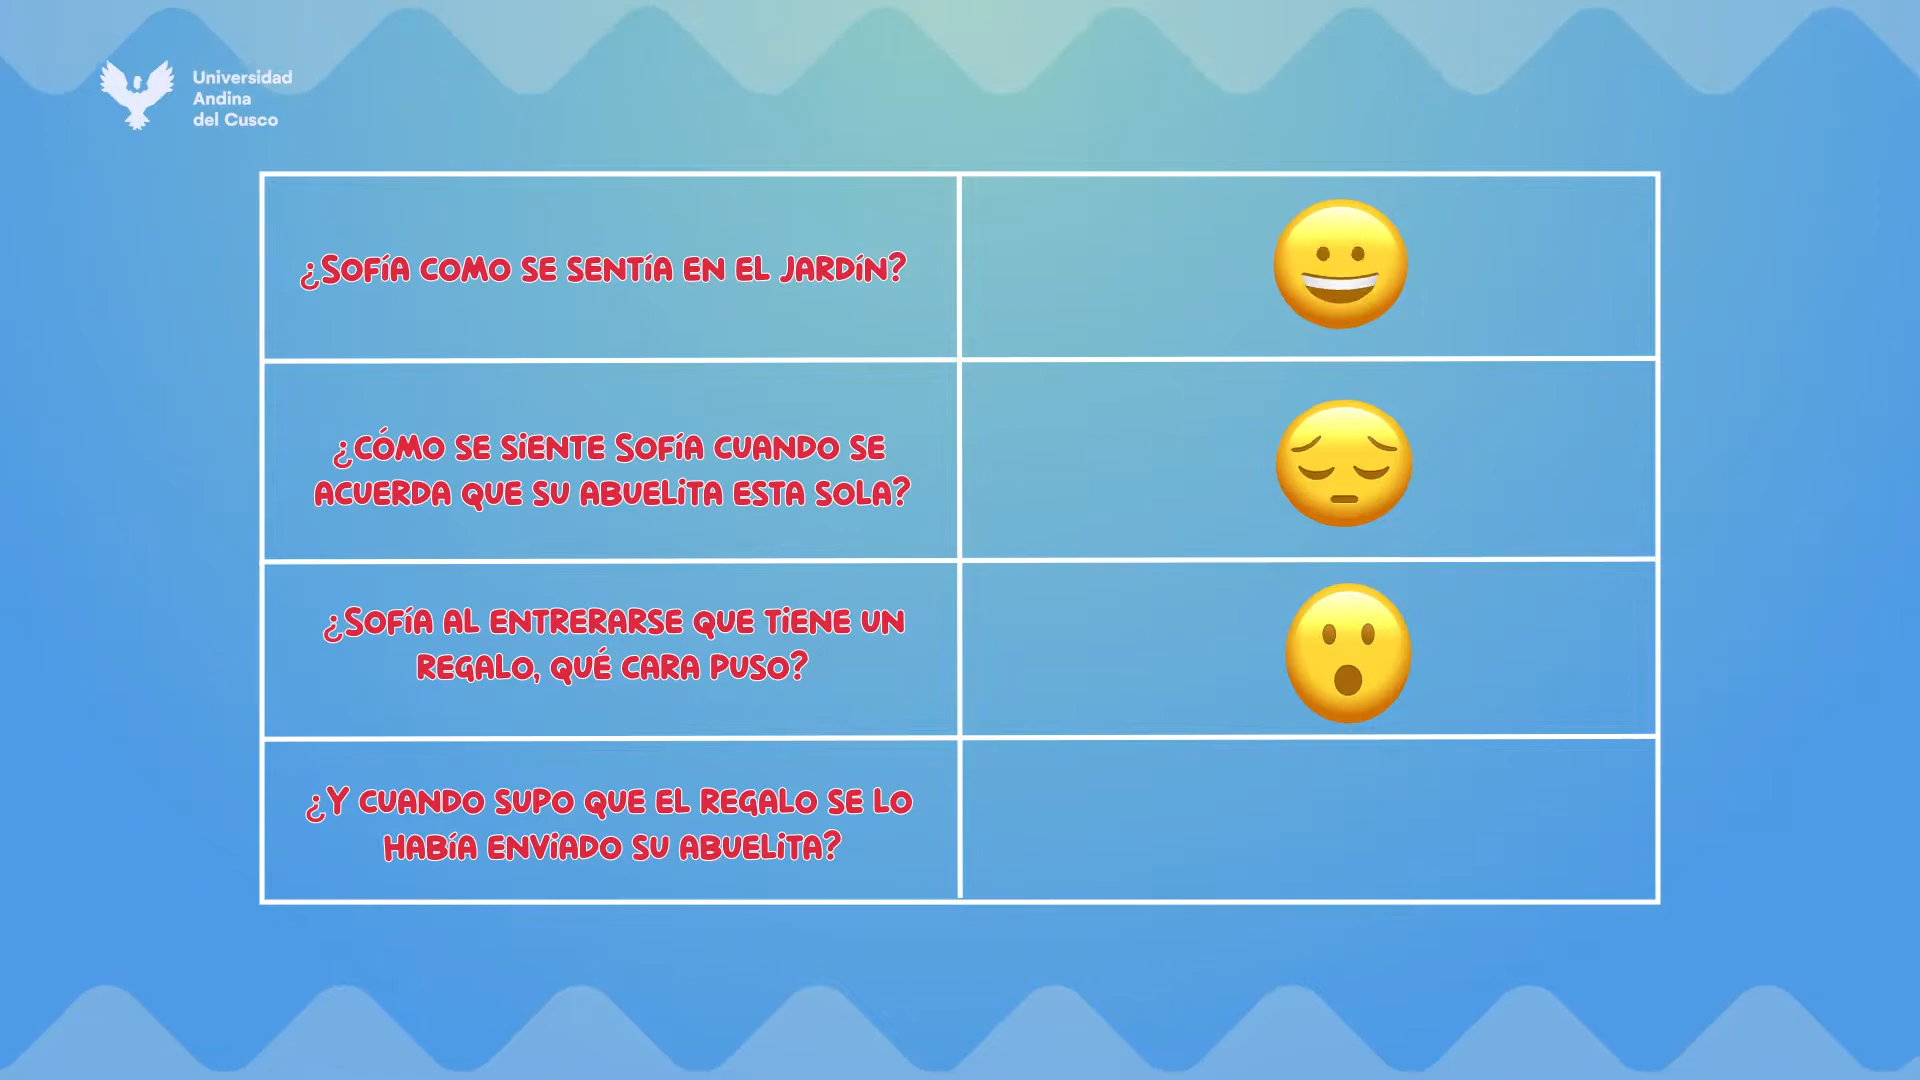 Universidad
Andina
del Cusco
¿Sofía como se sentía en el jardín?
¿Cómo se siente Sofía cuando se
acuerda que su abuelita esta sola?
¿Sofía al entrerarse que tiene un
regalo, qué cara puso?
¿Y cuando supo que el regalo se lo
había enviado su abuelita?